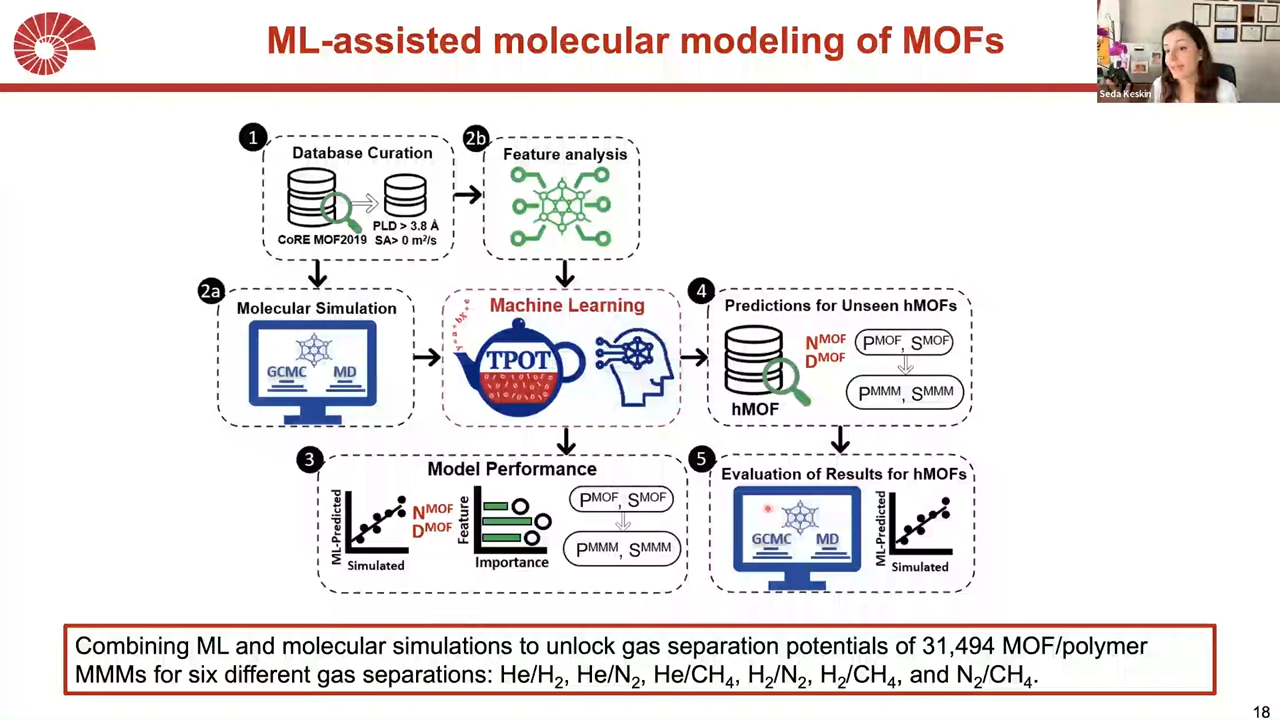 ML-assisted molecular modeling of MOFs
Seda Keskin
1
Database Curation
CoRE MOF2019
PLD > 3.8 Å
SA> 0 m²/s
2b
Feature analysis
2a
Molecular Simulation
GCMC
MD
Machine Learning
TPOT
4
Predictions for Unseen hMOFs
hMOF
Nᴹᴼᶠ
Dᴹᴼᶠ
Pᴹᴼᶠ, Sᴹᴼᶠ
Pᴹᴹᴹ, Sᴹᴹᴹ
3
Model Performance
ML-Predicted
Simulated
Nᴹᴼᶠ
Dᴹᴼᶠ
Feature
Importance
Pᴹᴼᶠ, Sᴹᴼᶠ
Pᴹᴹᴹ, Sᴹᴹᴹ
5
Evaluation of Results for hMOFs
GCMC
MD
ML-Predicted
Simulated
Combining ML and molecular simulations to unlock gas separation potentials of 31,494 MOF/polymer
MMMs for six different gas separations: He/H₂, He/N₂, He/CH₄, H₂/N₂, H₂/CH₄, and N₂/CH₄.
18